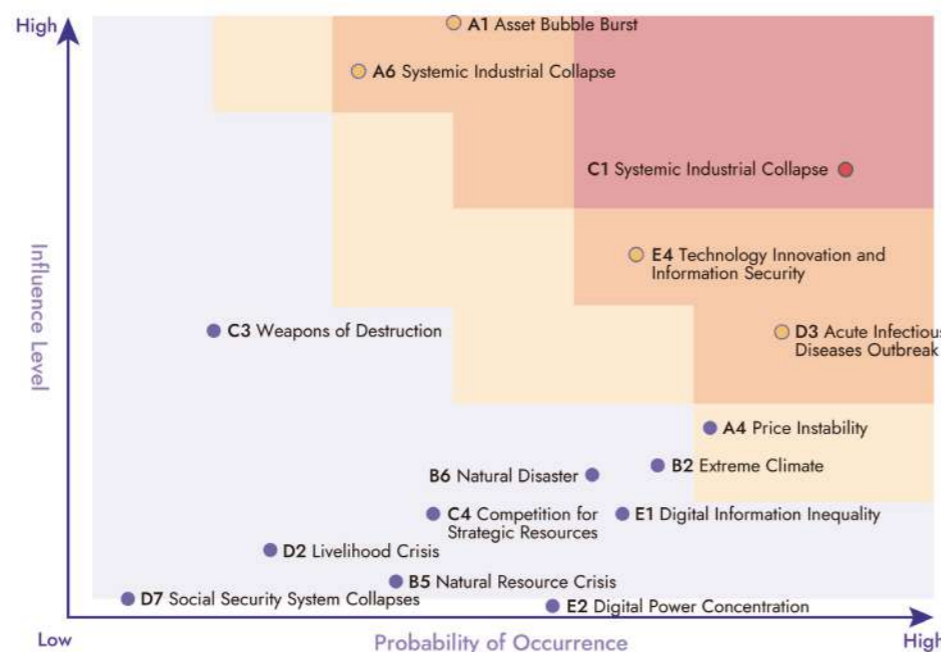 High
A1 Asset Bubble Burst
A6 Systemic Industrial Collapse
C1 Systemic Industrial Collapse
E4 Technology Innovation and
Information Security
Influence Level
C3 Weapons of Destruction
D3 Acute Infectious
Diseases Outbreak
A4 Price Instability
B2 Extreme Climate
B6 Natural Disaster
C4 Competition for
Strategic Resources
E1 Digital Information Inequality
D2 Livelihood Crisis
B5 Natural Resource Crisis
D7 Social Security System Collapses
E2 Digital Power Concentration
Low
Probability of Occurrence
High